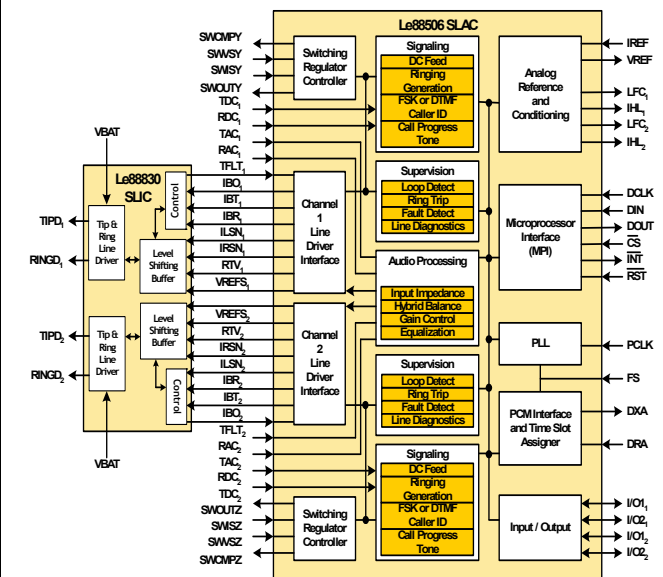 Le88506 SLAC
SWCMPY
SWVSY
SWISY
SWOUTY
TDC1
RDC1
TAC1
RAC1
TFLT1
IBO1
IBT1
IBR1
ILSN1
IRSN1
RTV1
VREFS1
VREFS2
RTV2
IRSN2
ILSN2
IBR2
IBT2
IBO2
TFLT2
RAC2
TAC2
RDC2
TDC2
SWOUTZ
SWISZ
SWVSZ
SWCMPZ
VBAT
Le88830
SLIC
Control
Tip &
Ring
Line
Driver
Level
Shifting
Buffer
TIPD1
RINGD1
Level
Shifting
Buffer
Tip &
Ring
Line
Driver
Control
TIPD2
RINGD2
VBAT
Switching
Regulator
Controller
Channel
1
Line
Driver
Interface
Channel
2
Line
Driver
Interface
Switching
Regulator
Controller
Signaling
DC Feed
Ringing
Generation
FSK or DTMF
Caller ID
Call Progress
Tone
Supervision
Loop Detect
Ring Trip
Fault Detect
Line Diagnostics
Audio Processing
Input Impedance
Hybrid Balance
Gain Control
Equalization
Supervision
Loop Detect
Ring Trip
Fault Detect
Line Diagnostics
Signaling
DC Feed
Ringing
Generation
FSK or DTMF
Caller ID
Call Progress
Tone
Analog
Reference
and
Conditioning
Microprocessor
Interface
(MPI)
PLL
PCM Interface
and Time Slot
Assigner
Input / Output
IREF
VREF
LFC1
IHL1
LFC2
IHL2
DCLK
DIN
DOUT
CS
INT
RST
PCLK
FS
DXA
DRA
I/O11
I/O21
I/O12
I/O22